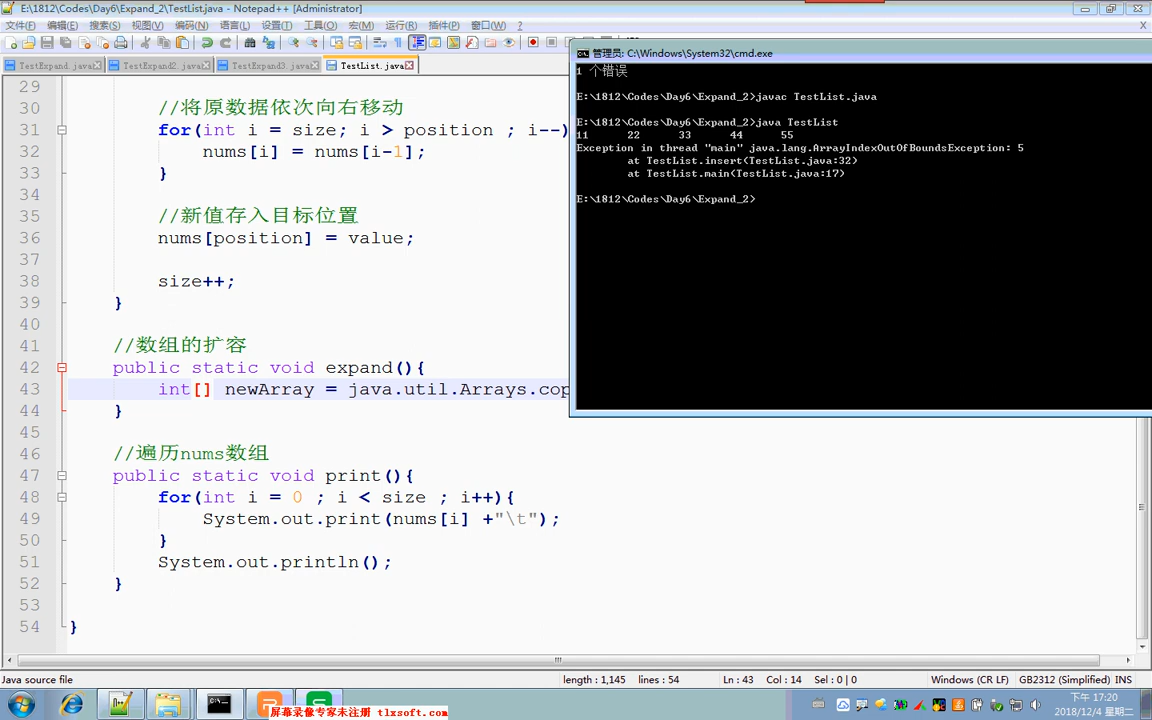 E:\1812\Codes\Day6\Expand_2\TestList.java - Notepad++ [Administrator]
文件(F) 编辑(E) 搜索(S) 视图(V) 编码(N) 语言(L) 设置(T) 工具(O) 宏(M) 运行(R) 插件(P) 窗口(W) ?
X
TestExpand.java TestExpand2.java TestExpand3.java TestList.java
29
30 //将原数据依次向右移动
31 for(int i = size; i > position ; i--)
32 nums[i] = nums[i-1];
33 }
34
35 //新值存入目标位置
36 nums[position] = value;
37
38 size++;
39 }
40
41 //数组的扩容
42 public static void expand(){
43 int[] newArray = java.util.Arrays.cop
44 }
45
46 //遍历nums数组
47 public static void print(){
48 for(int i = 0 ; i < size ; i++){
49 System.out.print(nums[i] +"\t");
50 }
51 System.out.println();
52 }
53
54 }
管理员: C:\Windows\System32\cmd.exe
1 个错误
E:\1812\Codes\Day6\Expand_2>javac TestList.java
E:\1812\Codes\Day6\Expand_2>java TestList
11 22 33 44 55
Exception in thread "main" java.lang.ArrayIndexOutOfBoundsException: 5
at TestList.insert(TestList.java:32)
at TestList.main(TestList.java:17)
E:\1812\Codes\Day6\Expand_2>
Java source file length : 1,145 lines : 54 Ln : 43 Col : 14 Sel : 0 | 0 Windows (CR LF) GB2312 (Simplified) INS
屏幕录像专家未注册 tlxsoft.com
下午 17:20
2018/12/4 星期二